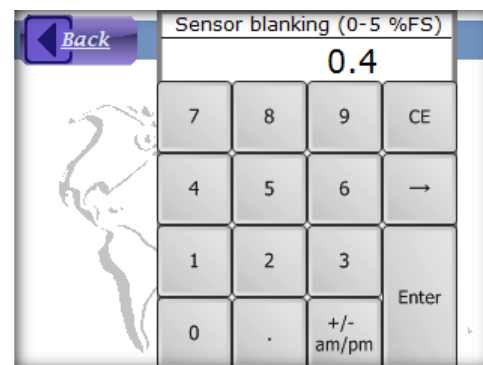 Back
Sensor blanking (0-5 %FS)
0.4
7 8 9 CE
4 5 6 →
1 2 3
Enter
0 . +/-
am/pm